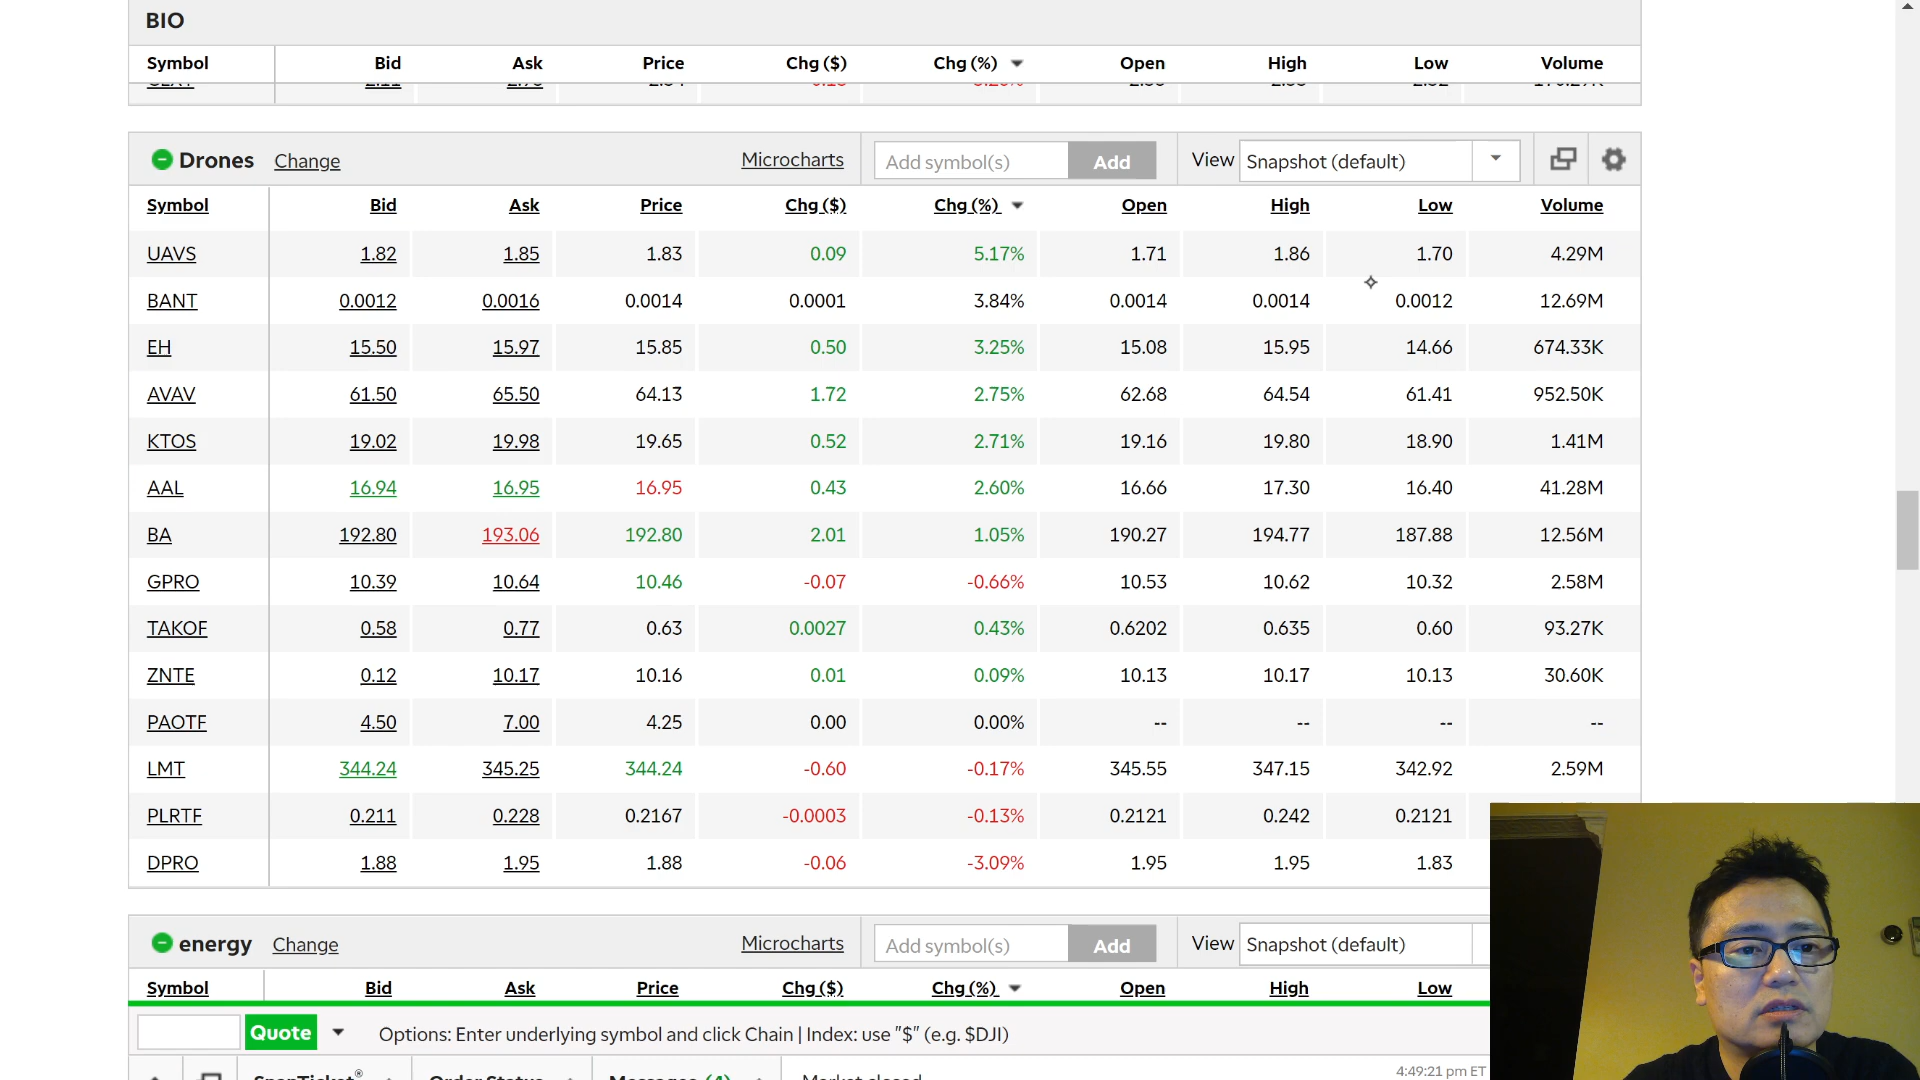 BIO
Symbol Bid Ask Price Chg ($) Chg (%) Open High Low Volume
Drones Change Microcharts Add symbol(s) Add View Snapshot (default)
Symbol Bid Ask Price Chg ($) Chg (%) Open High Low Volume
UAVS 1.82 1.85 1.83 0.09 5.17% 1.71 1.86 1.70 4.29M
BANT 0.0012 0.0016 0.0014 0.0001 3.84% 0.0014 0.0014 0.0012 12.69M
EH 15.50 15.97 15.85 0.50 3.25% 15.08 15.95 14.66 674.33K
AVAV 61.50 65.50 64.13 1.72 2.75% 62.68 64.54 61.41 952.50K
KTOS 19.02 19.98 19.65 0.52 2.71% 19.16 19.80 18.90 1.41M
AAL 16.94 16.95 16.95 0.43 2.60% 16.66 17.30 16.40 41.28M
BA 192.80 193.06 192.80 2.01 1.05% 190.27 194.77 187.88 12.56M
GPRO 10.39 10.64 10.46 -0.07 -0.66% 10.53 10.62 10.32 2.58M
TAKOF 0.58 0.77 0.63 0.0027 0.43% 0.6202 0.635 0.60 93.27K
ZNTE 0.12 10.17 10.16 0.01 0.09% 10.13 10.17 10.13 30.60K
PAOTF 4.50 7.00 4.25 0.00 0.00% -- -- -- --
LMT 344.24 345.25 344.24 -0.60 -0.17% 345.55 347.15 342.92 2.59M
PLRTF 0.211 0.228 0.2167 -0.0003 -0.13% 0.2121 0.242 0.2121
DPRO 1.88 1.95 1.88 -0.06 -3.09% 1.95 1.95 1.83
energy Change Microcharts Add symbol(s) Add View Snapshot (default)
Symbol Bid Ask Price Chg ($) Chg (%) Open High Low
Quote Options: Enter underlying symbol and click Chain | Index: use "$" (e.g. $DJI)
SnapTicket® Order Status Messages (4) Market closed 4:49:21 pm ET